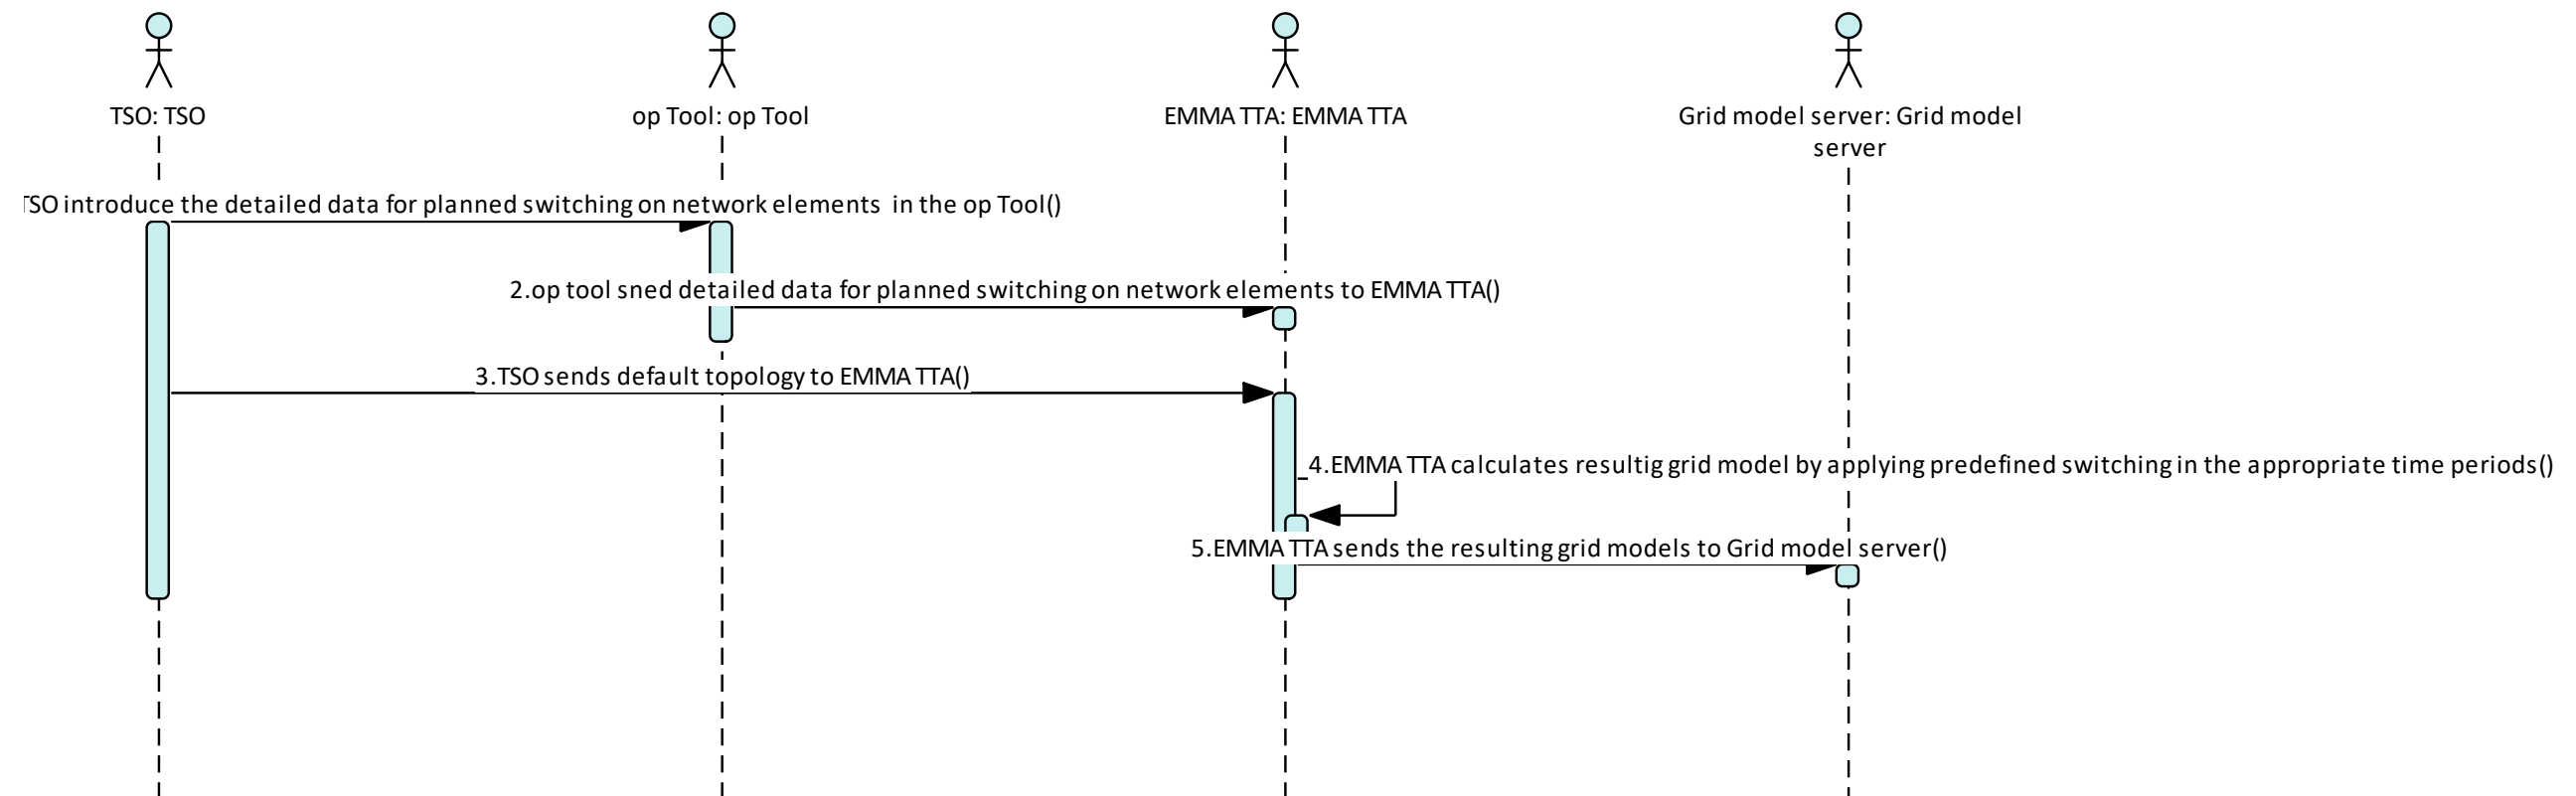 TSO: TSO
op Tool: op Tool
EMMA TTA: EMMA TTA
Grid model server: Grid model
server
TSO introduce the detailed data for planned switching on network elements in the op Tool()
2.op tool sned detailed data for planned switching on network elements to EMMA TTA()
3.TSO sends default topology to EMMA TTA()
4.EMMA TTA calculates resultig grid model by applying predefined switching in the appropriate time periods()
5.EMMA TTA sends the resulting grid models to Grid model server()